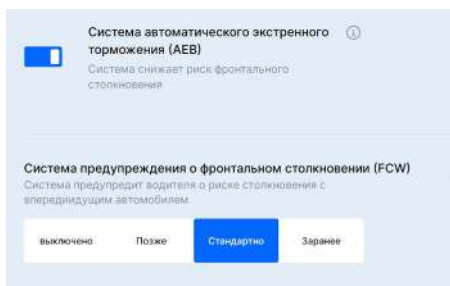 Система автоматического экстренного
торможения (AEB)
Система снижает риск фронтального
столкновения
Система предупреждения о фронтальном столкновении (FCW)
Система предупредит водителя о риске столкновения с
впередиидущим автомобилем
выключено Позже Стандартно Заранее